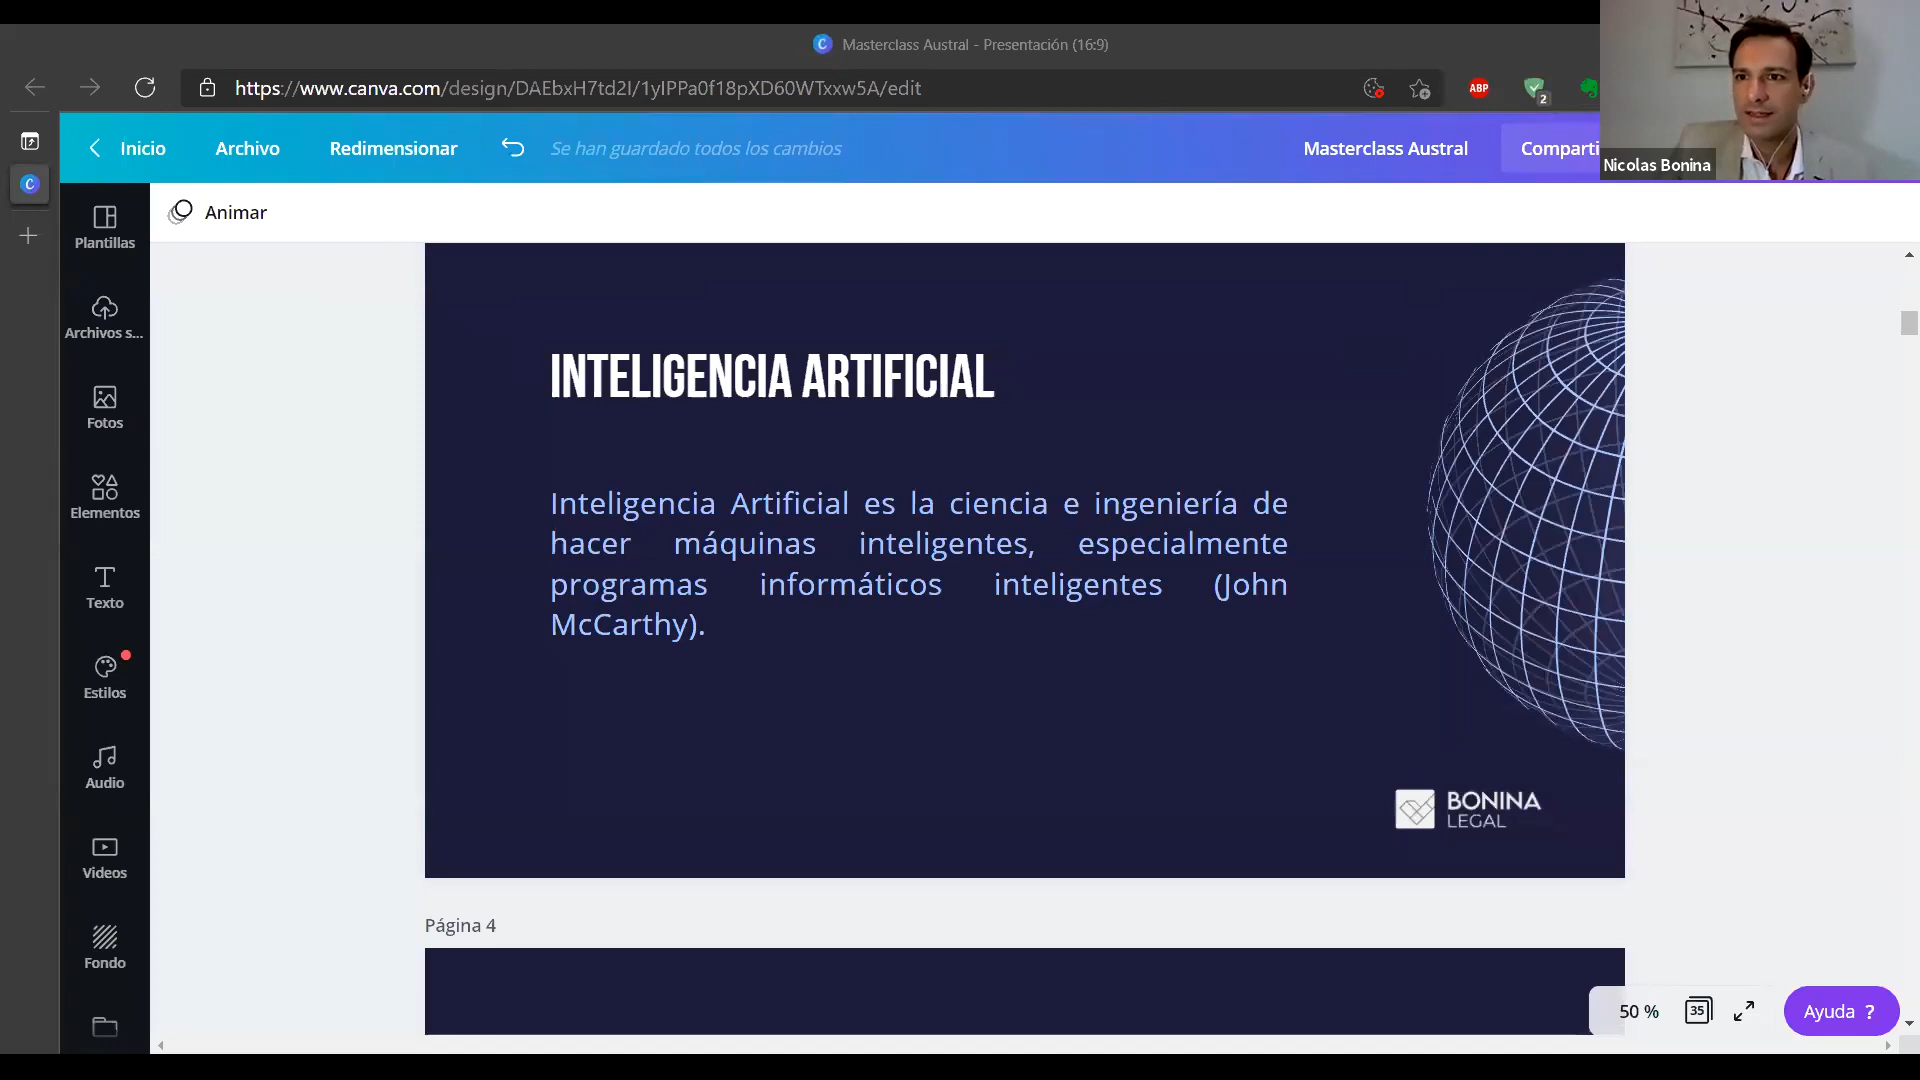 Masterclass Austral - Presentación (16:9)
https://www.canva.com/design/DAEbxH7td2I/1yIPPa0f18pXD60WTxxw5A/edit
ABP
2
Inicio
Archivo
Redimensionar
Se han guardado todos los cambios
Masterclass Austral
Comparti
Nicolas Bonina
Animar
Plantillas
Archivos s...
Fotos
Elementos
Texto
Estilos
Audio
Videos
Fondo
INTELIGENCIA ARTIFICIAL
Inteligencia Artificial es la ciencia e ingeniería de
hacer máquinas inteligentes, especialmente
programas informáticos inteligentes (John
McCarthy).
BONINA
LEGAL
Página 4
50 %
35
Ayuda ?